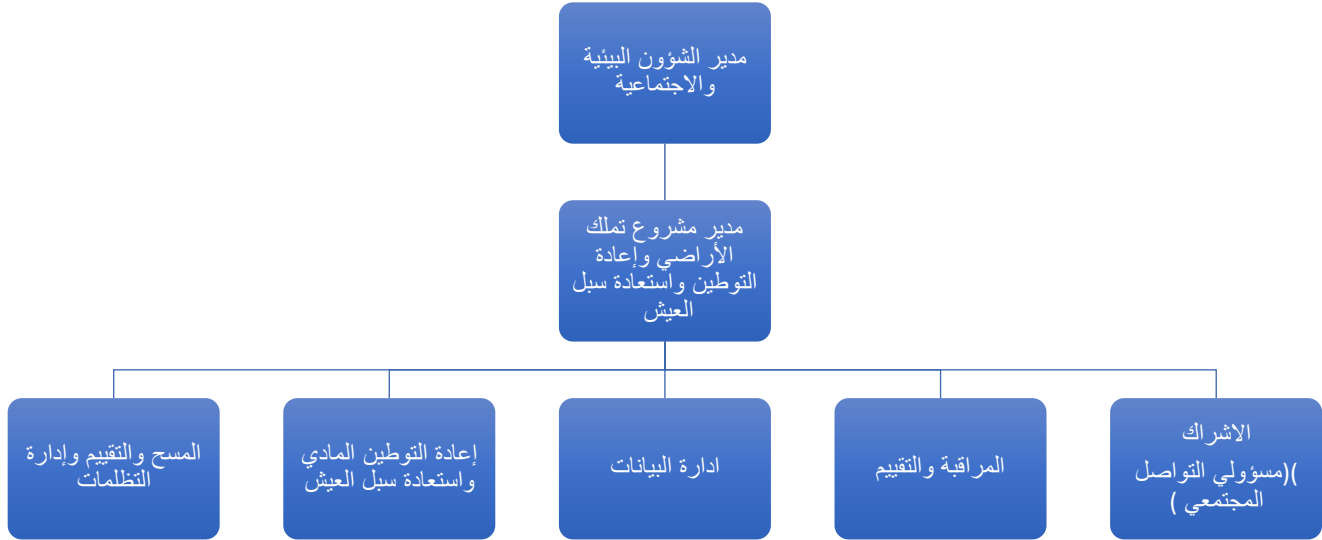 مدير الشؤون البيئية
والاجتماعية
مدير مشروع تملك
الأراضي وإعادة
التوطين واستعادة سبل
العيش
الاشراك
)(مسؤولي التواصل
المجتمعي )
المراقبة والتقييم
ادارة البيانات
إعادة التوطين المادي
واستعادة سبل العيش
المسح والتقييم وإدارة
التظلمات